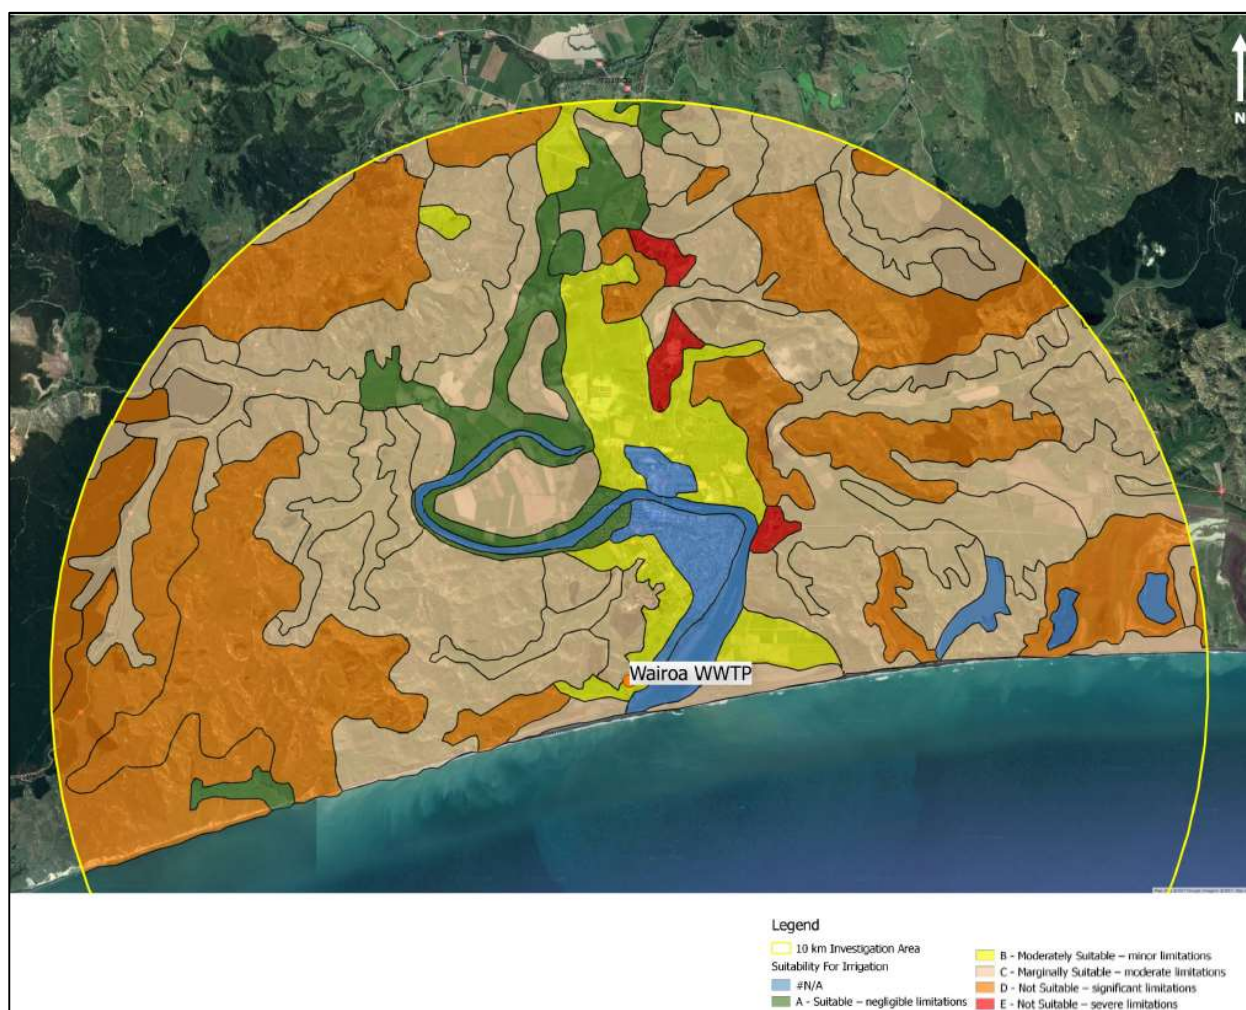 N
Wairoa WWTP
Legend
10 km Investigation Area
Suitability For Irrigation
#N/A
A - Suitable – negligible limitations
B - Moderately Suitable – minor limitations
C - Marginally Suitable – moderate limitations
D - Not Suitable – significant limitations
E - Not Suitable – severe limitations